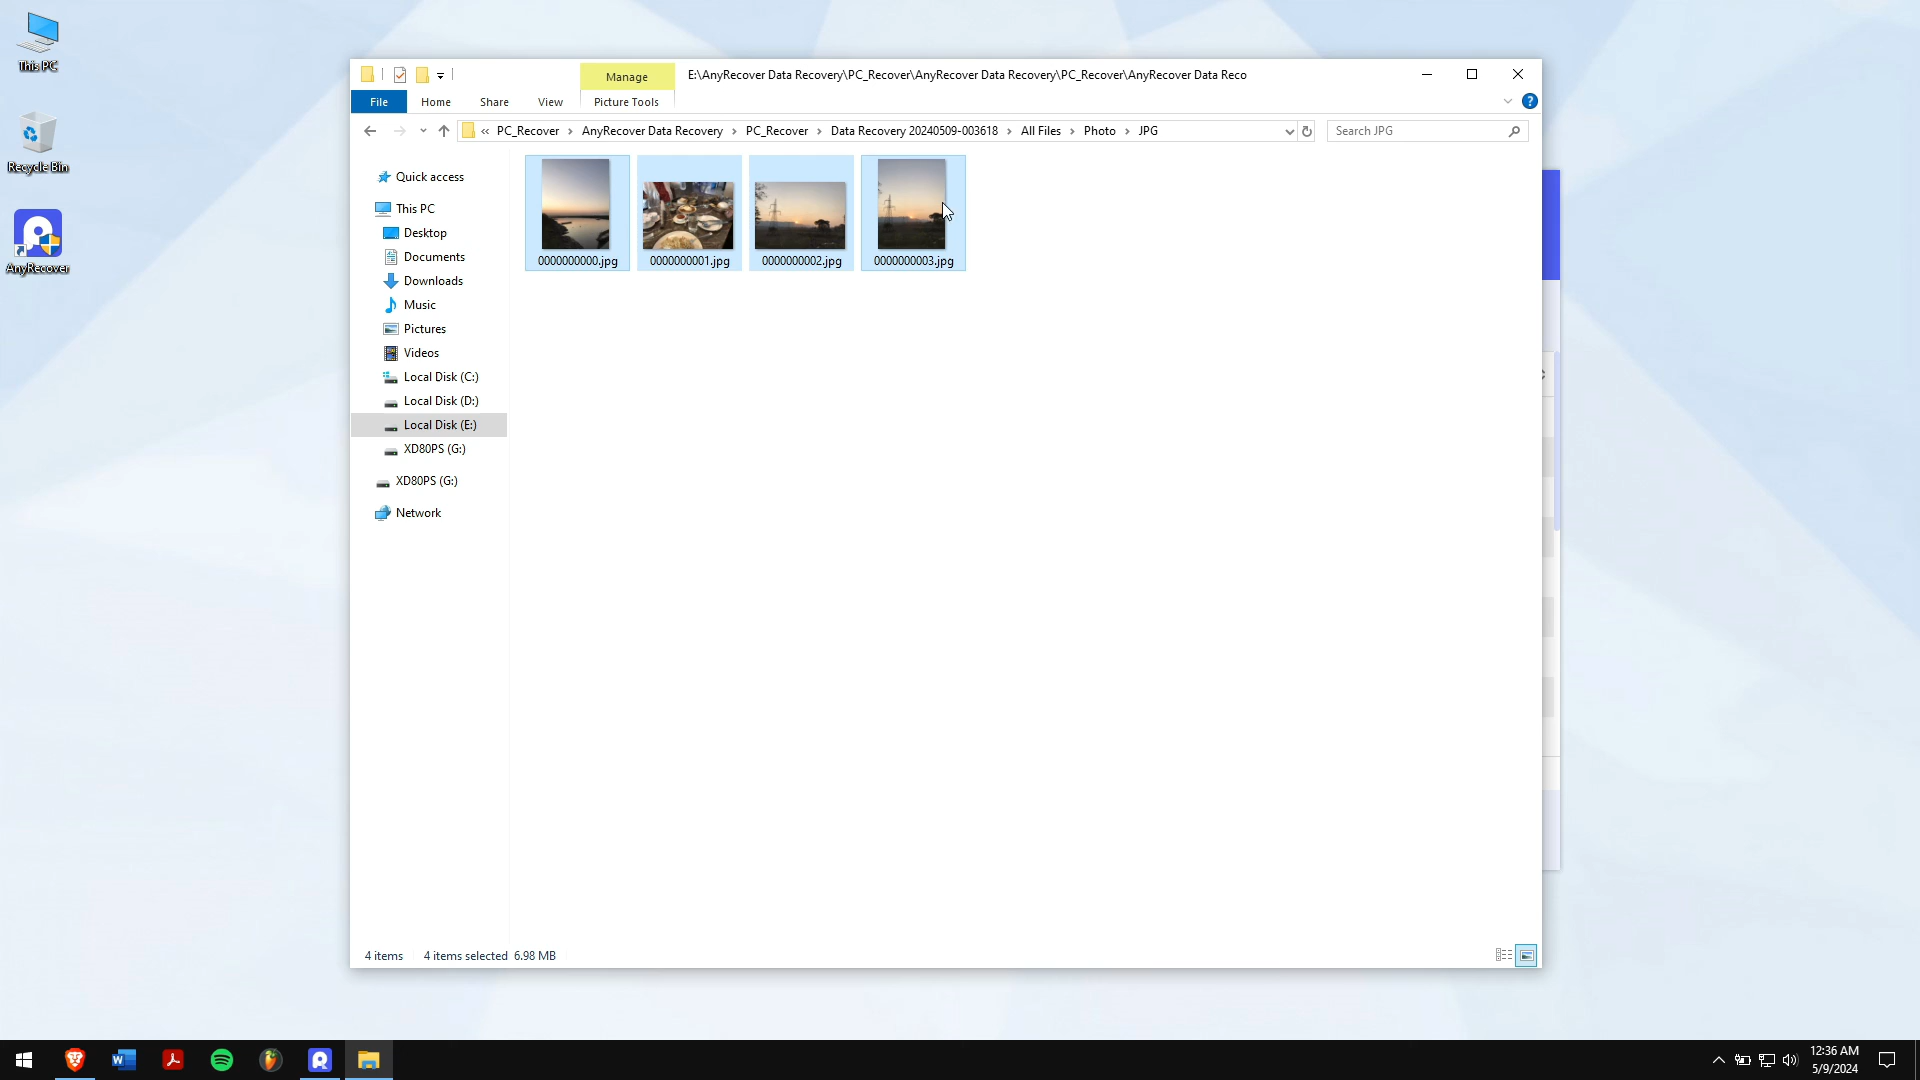 This PC
Recycle Bin
AnyRecover
Manage
E:\AnyRecover Data Recovery\PC_Recover\AnyRecover Data Recovery\PC_Recover\AnyRecover Data Reco
File
Home
Share
View
Picture Tools
« PC_Recover › AnyRecover Data Recovery › PC_Recover › Data Recovery 20240509-003618 › All Files › Photo › JPG
Search JPG
Quick access
This PC
Desktop
Documents
Downloads
Music
Pictures
Videos
Local Disk (C:)
Local Disk (D:)
Local Disk (E:)
XD80PS (G:)
XD80PS (G:)
Network
0000000000.jpg
0000000001.jpg
0000000002.jpg
0000000003.jpg
4 items
4 items selected 6.98 MB
12:36 AM
5/9/2024